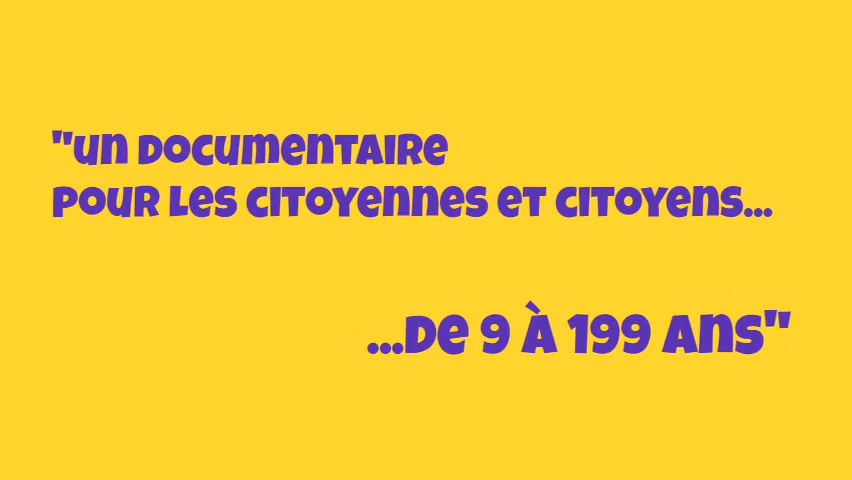 "un documentaire
pour les citoyennes et citoyens...
...de 9 à 199 ans"